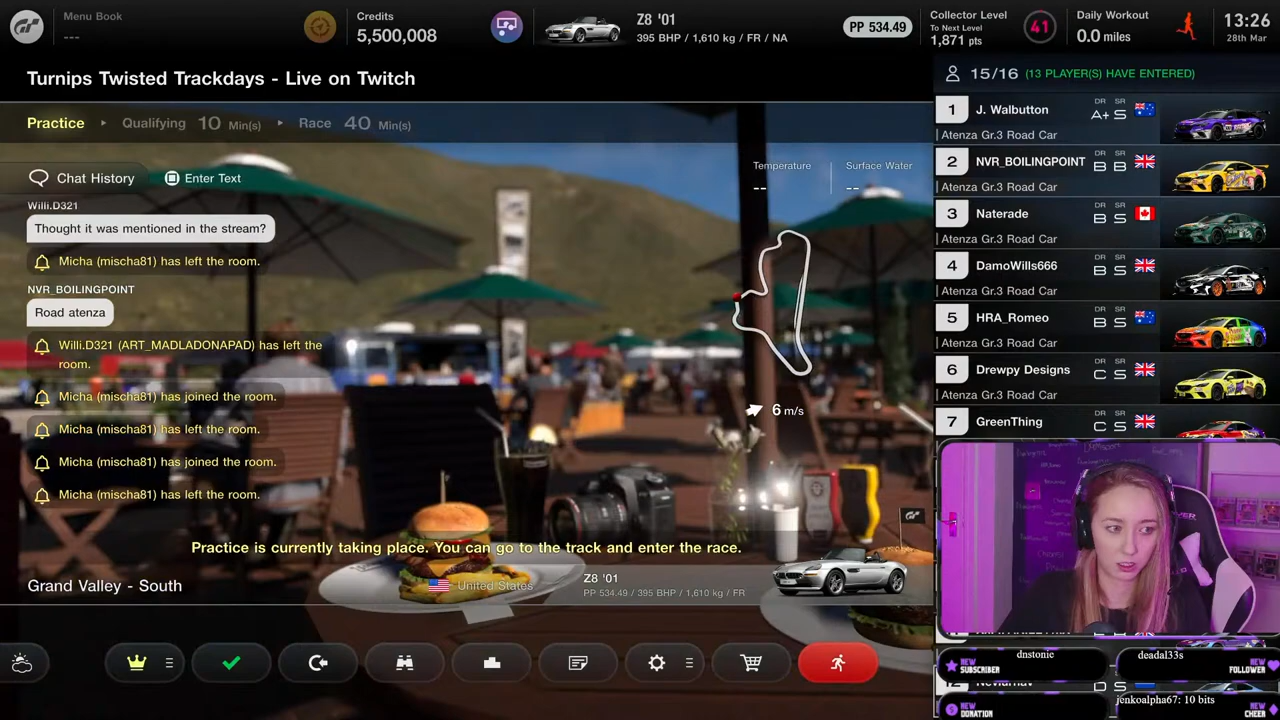 Menu Book
---
Credits
5,500,008
Z8 '01
395 BHP / 1,610 kg / FR / NA
PP 534.49
Collector Level
To Next Level
1,871 pts
41
Daily Workout
0.0 miles
13:26
28th Mar
Turnips Twisted Trackdays - Live on Twitch
15/16 (13 PLAYER(S) HAVE ENTERED)
Practice
Qualifying 10 Min(s)
Race 40 Min(s)
Temperature
--
Surface Water
--
Chat History
Enter Text
Willi.D321
Thought it was mentioned in the stream?
Micha (mischa81) has left the room.
NVR_BOILINGPOINT
Road atenza
Willi.D321 (ART_MADLADONAPAD) has left the
room.
Micha (mischa81) has joined the room.
Micha (mischa81) has left the room.
Micha (mischa81) has joined the room.
Micha (mischa81) has left the room.
6 m/s
Practice is currently taking place. You can go to the track and enter the race.
Grand Valley - South
United States
Z8 '01
PP 534.49 / 395 BHP / 1,610 kg / FR
1 J. Walbutton DR A+ SR S
Atenza Gr.3 Road Car
2 NVR_BOILINGPOINT DR B SR B
Atenza Gr.3 Road Car
3 Naterade DR B SR S
Atenza Gr.3 Road Car
4 DamoWills666 DR B SR S
Atenza Gr.3 Road Car
5 HRA_Romeo DR B SR S
Atenza Gr.3 Road Car
6 Drewpy Designs DR C SR S
Atenza Gr.3 Road Car
7 GreenThing DR C SR S
dnstonic
NEW
SUBSCRIBER
deadal33s
NEW
FOLLOWER
D S
NEW
DONATION
jenkoalpha67: 10 bits
NEW
CHEER